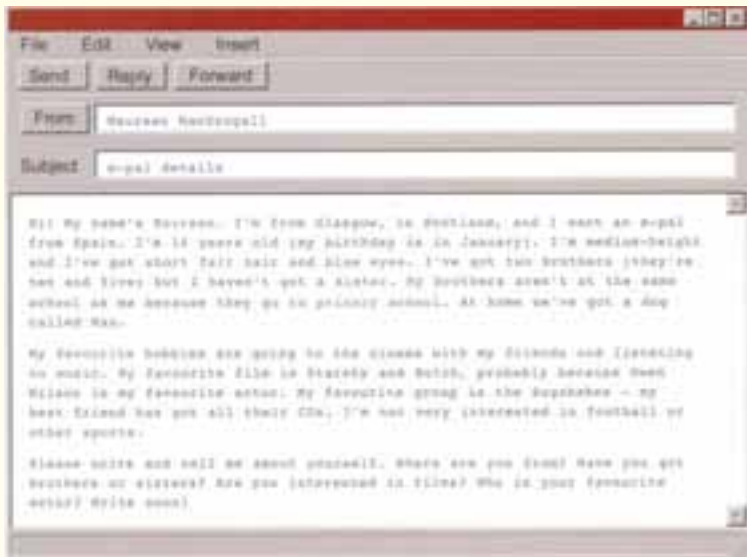 File Edit View Insert
Send Reply Forward
From Maureen MacDougall
Subject e-pal details
Hi! My name's Maureen. I'm from Glasgow, in Scotland, and I want an e-pal
from Spain. I'm years old (my birthday is in January). I'm medium-height
and I've got short fair hair and blue eyes. I've got two brothers (they're
ten and five) but I haven't got a sister. My brothers aren't at the same
school as me because they go to primary school. At home we've got a dog
called
My favourite hobbies are going to the cinema with my friends and listening
to music. My favourite film is Starsky and Hutch, probably because Owen
Wilson is my favourite actor. My favourite group is the Sugababes – my
best friend has got all their CDs. I'm not very interested in football or
other sports.
Please write and tell me about yourself. Where are you from? Have you got
brothers or sisters? Are you interested in films? Who is your favourite
actor? Write soon!